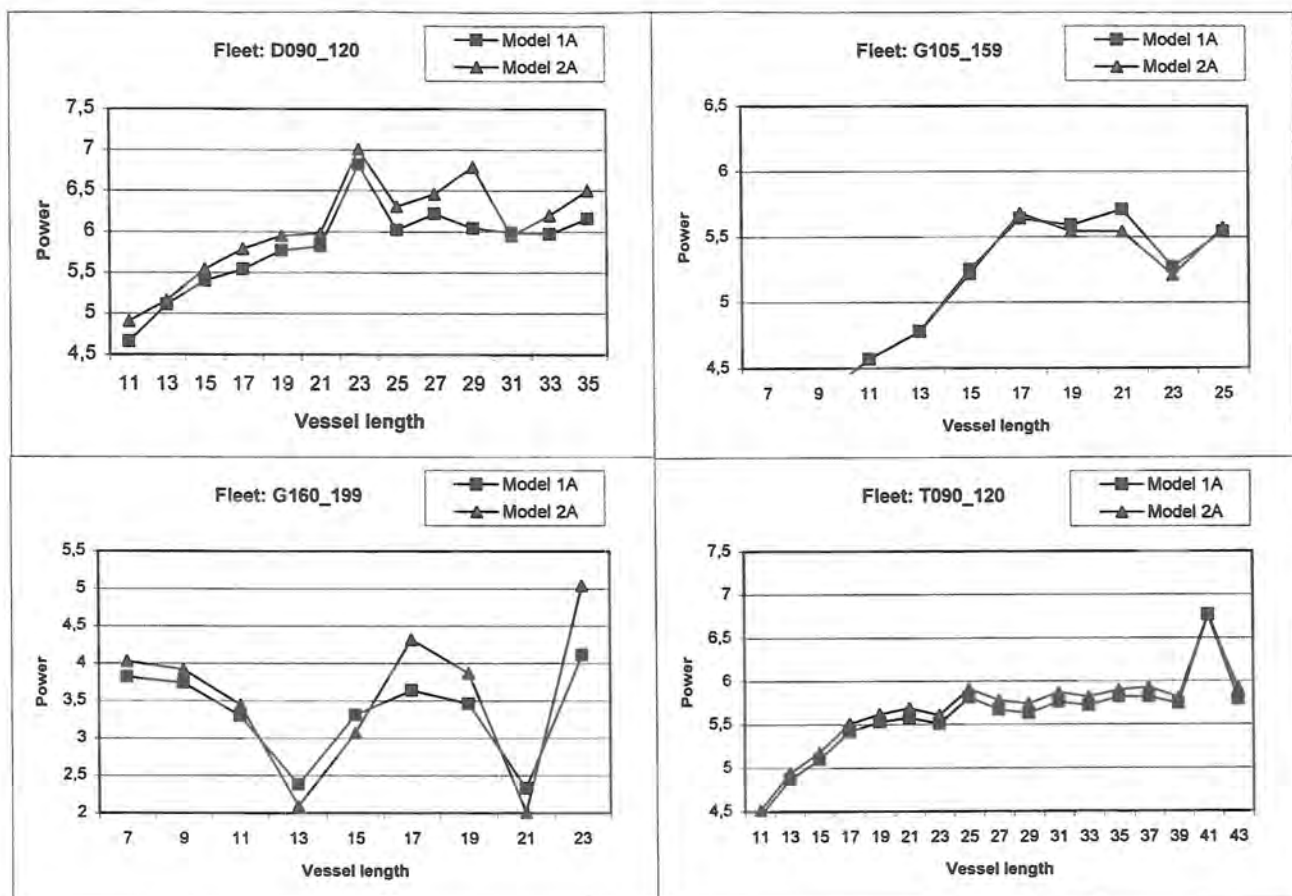 Fleet: D090_120
Model 1A
Model 2A
Power
7,5
7
6,5
6
5,5
5
4,5
11 13 15 17 19 21 23 25 27 29 31 33 35
Vessel length
Fleet: G105_159
Model 1A
Model 2A
Power
6,5
6
5,5
5
4,5
7 9 11 13 15 17 19 21 23 25
Vessel length
Fleet: G160_199
Model 1A
Model 2A
Power
5,5
5
4,5
4
3,5
3
2,5
2
7 9 11 13 15 17 19 21 23
Vessel length
Fleet: T090_120
Model 1A
Model 2A
Power
7,5
7
6,5
6
5,5
5
4,5
11 13 15 17 19 21 23 25 27 29 31 33 35 37 39 41 43
Vessel length